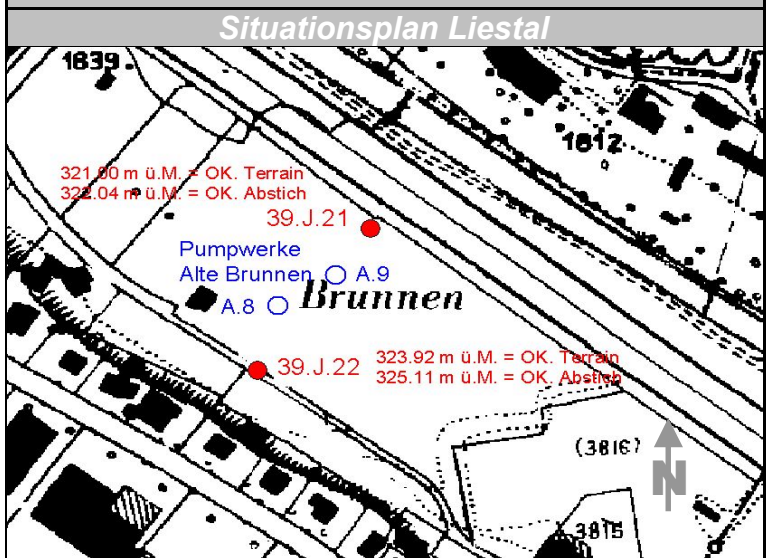 Situationsplan Liestal
1839
1812
321.00 m ü.M. = OK. Terrain
322.04 m ü.M. = OK. Abstich
39.J.21
Pumpwerke
Alte Brunnen A.9
A.8 Brunnen
39.J.22
323.92 m ü.M. = OK. Terrain
325.11 m ü.M. = OK. Abstich
(3816)
N
3815